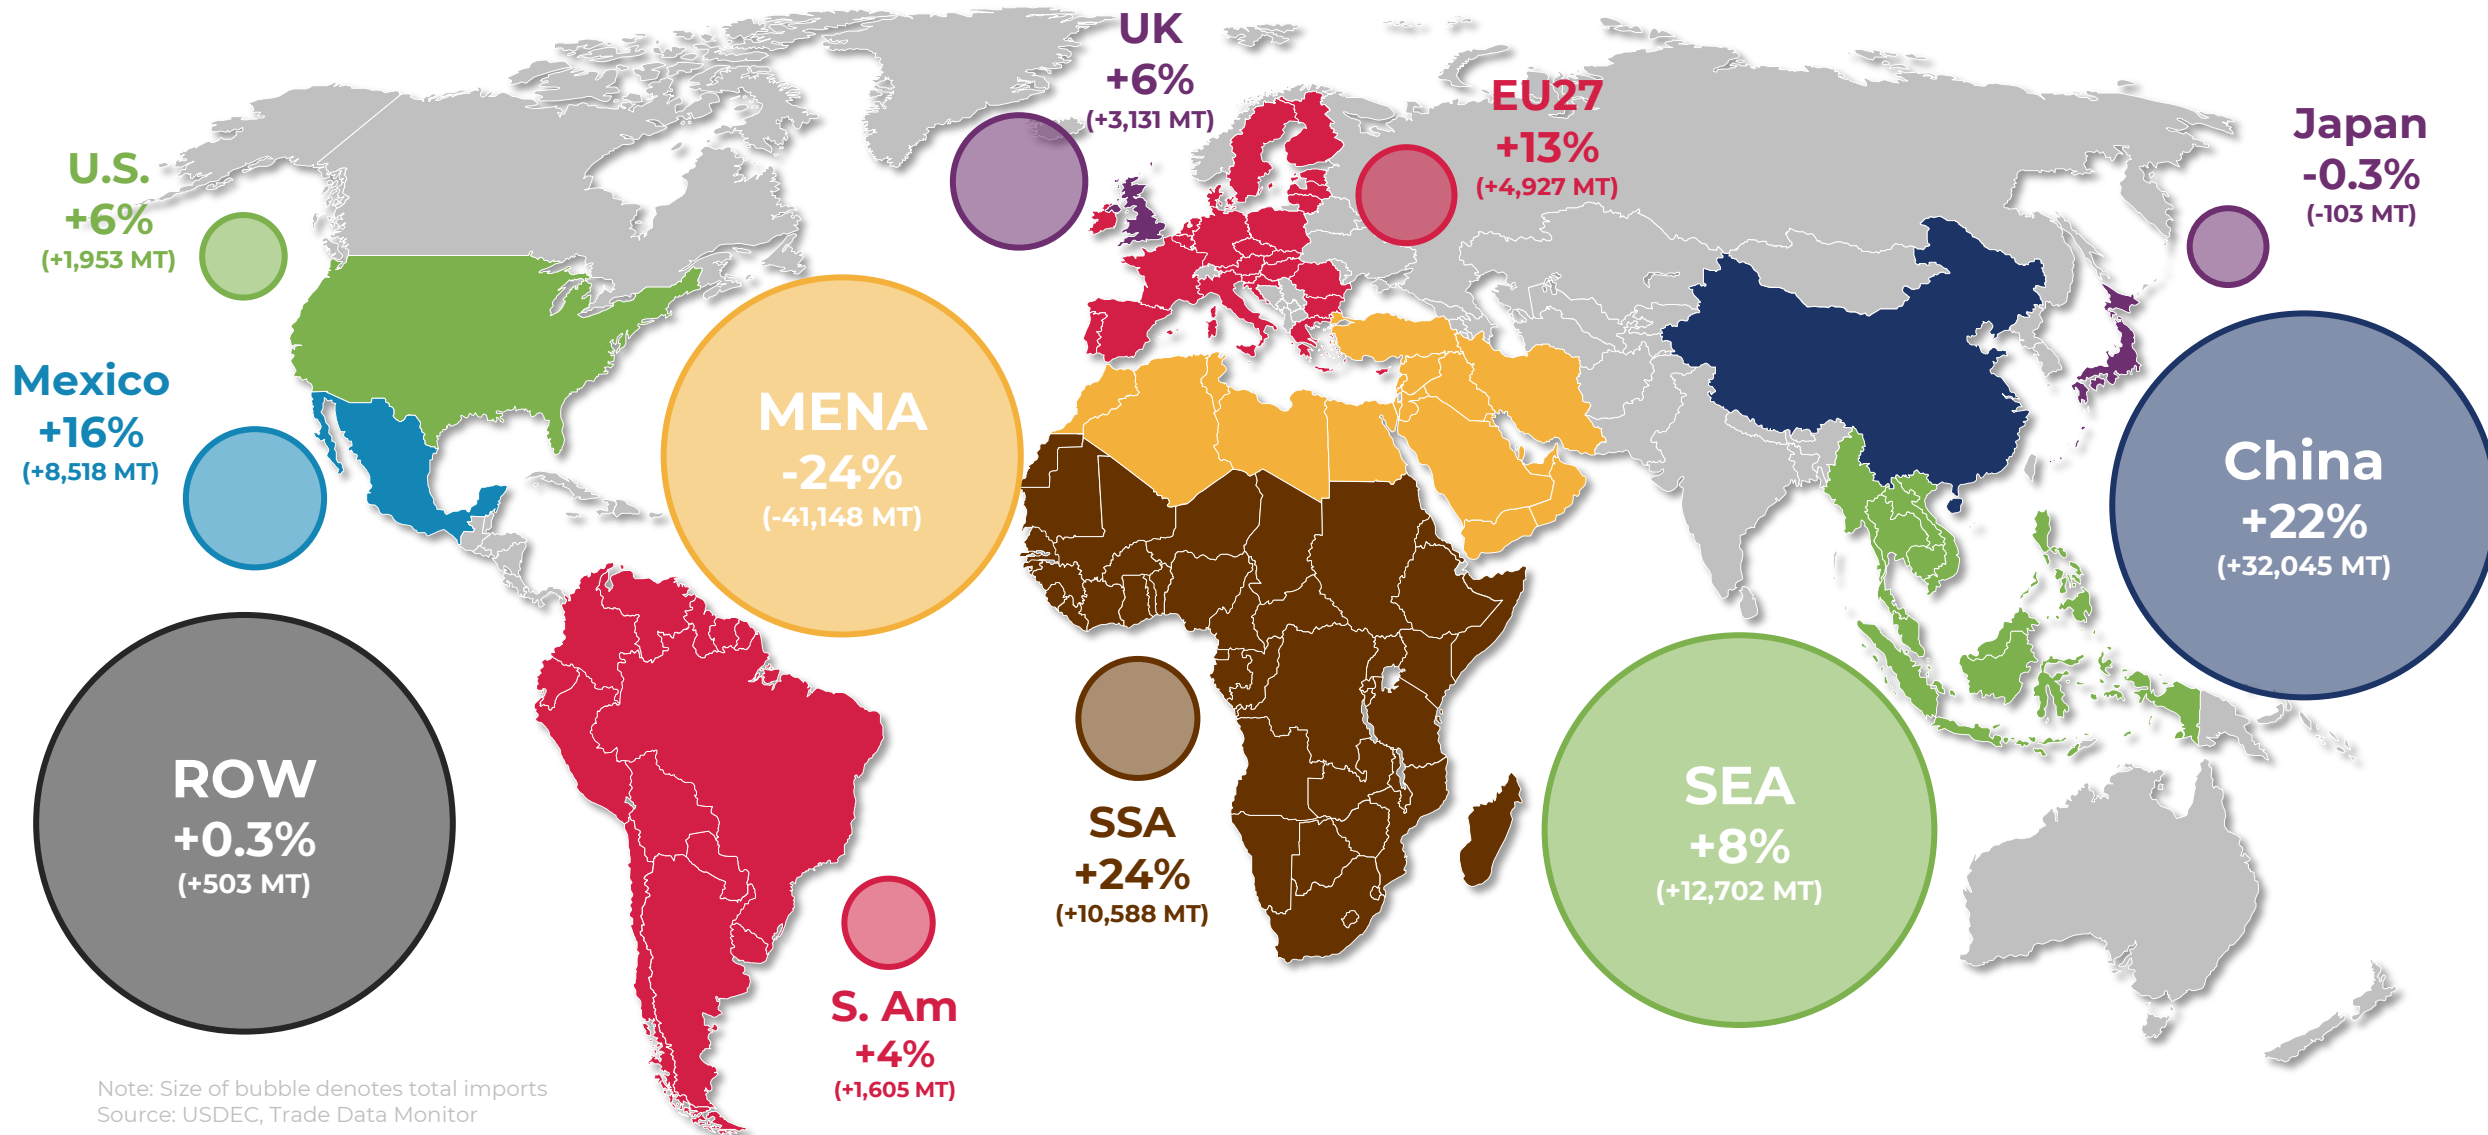 UK
+6%
(+3,131 MT)
EU27
+13%
(+4,927 MT)
Japan
-0.3%
(-103 MT)
U.S.
+6%
(+1,953 MT)
Mexico
+16%
(+8,518 MT)
MENA
-24%
(-41,148 MT)
China
+22%
(+32,045 MT)
ROW
+0.3%
(+503 MT)
SSA
+24%
(+10,588 MT)
SEA
+8%
(+12,702 MT)
S. Am
+4%
(+1,605 MT)
Note: Size of bubble denotes total imports
Source: USDEC, Trade Data Monitor